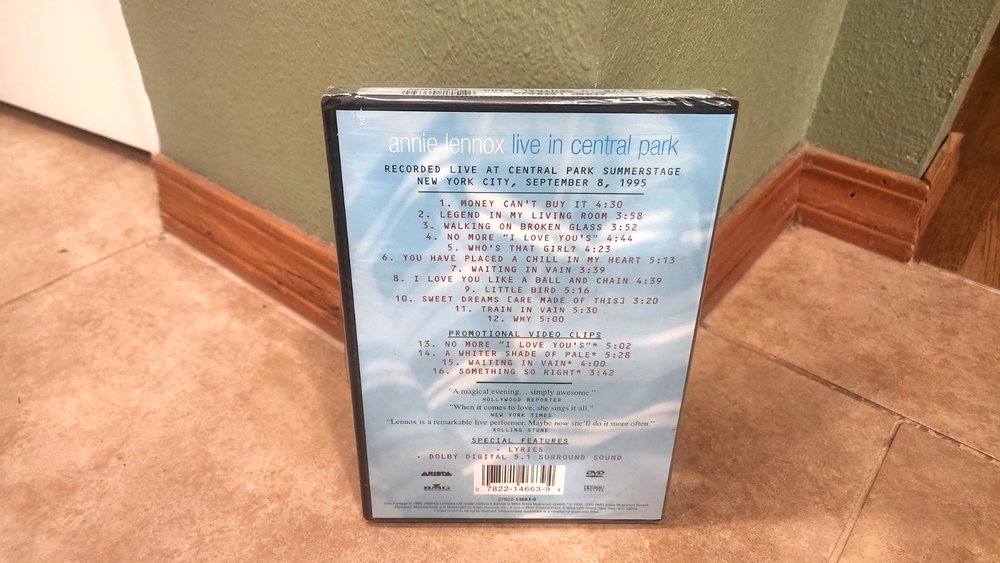 annie lennox live in central park
RECORDED LIVE AT CENTRAL PARK SUMMERSTAGE
NEW YORK CITY, SEPTEMBER 8, 1995
1. MONEY CAN'T BUY IT 4:30
2. LEGEND IN MY LIVING ROOM 3:58
3. WALKING ON BROKEN GLASS 3:52
4. NO MORE "I LOVE YOU'S" 4:44
5. WHO'S THAT GIRL? 4:23
6. YOU HAVE PLACED A CHILL IN MY HEART 5:13
7. WAITING IN VAIN 3:39
8. I LOVE YOU LIKE A BALL AND CHAIN 4:39
9. LITTLE BIRD 5:16
10. SWEET DREAMS [ARE MADE OF THIS] 3:20
11. TRAIN IN VAIN 5:30
12. WHY 5:00
PROMOTIONAL VIDEO CLIPS
13. NO MORE "I LOVE YOU'S"* 5:02
14. A WHITER SHADE OF PALE* 5:28
15. WAITING IN VAIN* 4:00
16. SOMETHING SO RIGHT* 3:42
"A magical evening... simply awesome."
HOLLYWOOD REPORTER
"When it comes to love, she sings it all."
NEW YORK TIMES
"Lennox is a remarkable live performer. Maybe now she'll do it more often."
ROLLING STONE
SPECIAL FEATURES
• LYRICS
• DOLBY DIGITAL 5.1 SURROUND SOUND
ARISTA
BMG
DVD
0 7822-14663-9 4
07822-14663-9